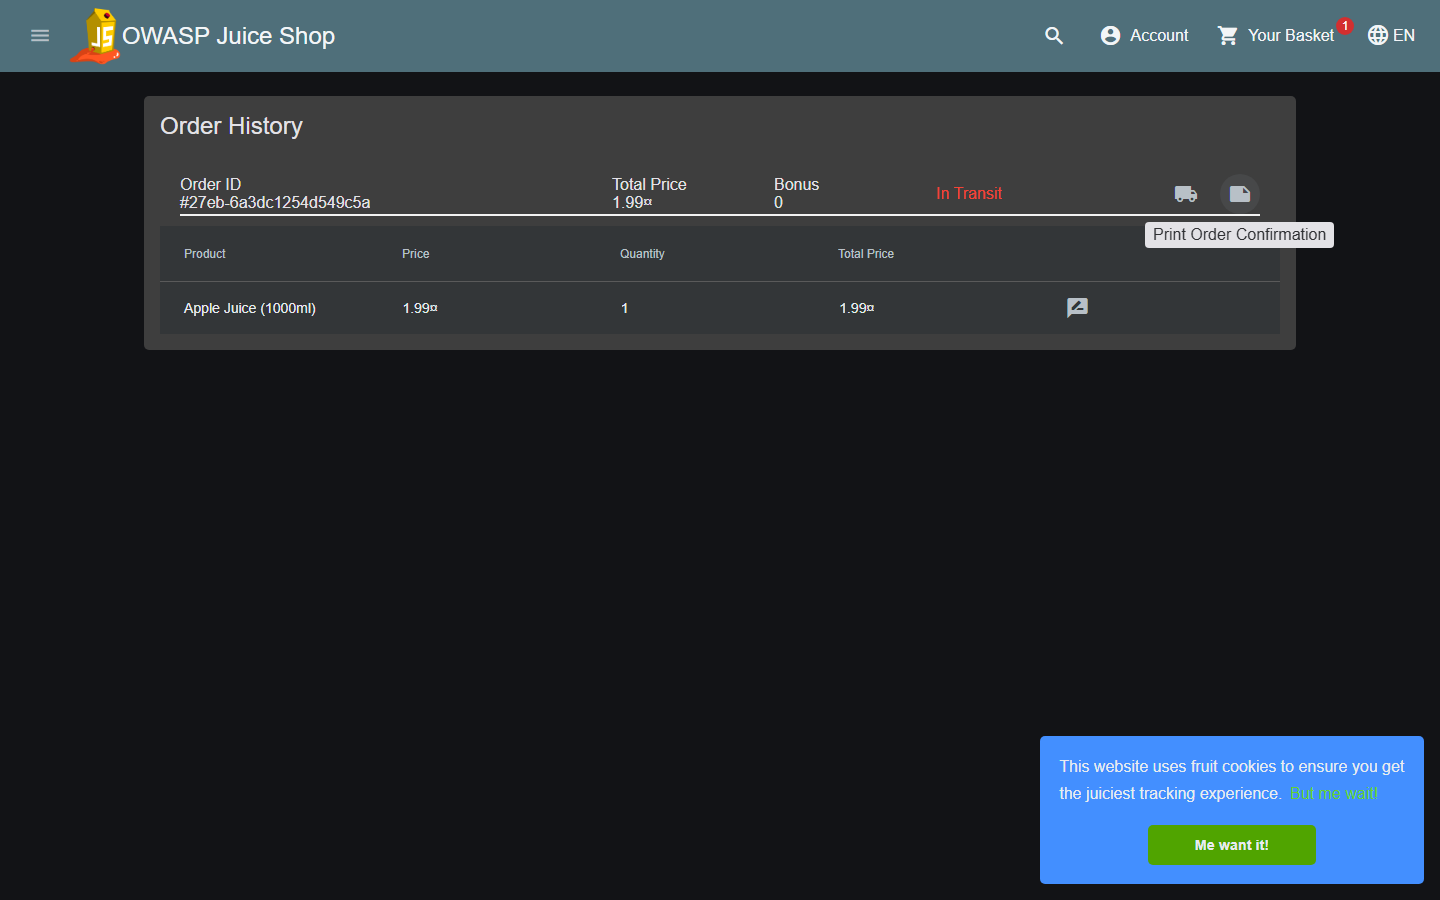 OWASP Juice Shop
Account
Your Basket
1
EN
Order History
Order ID
#27eb-6a3dc1254d549c5a
Total Price
1.99¤
Bonus
0
In Transit
Print Order Confirmation
Product Price Quantity Total Price
Apple Juice (1000ml) 1.99¤ 1 1.99¤
This website uses fruit cookies to ensure you get
the juiciest tracking experience. But me wait!
Me want it!